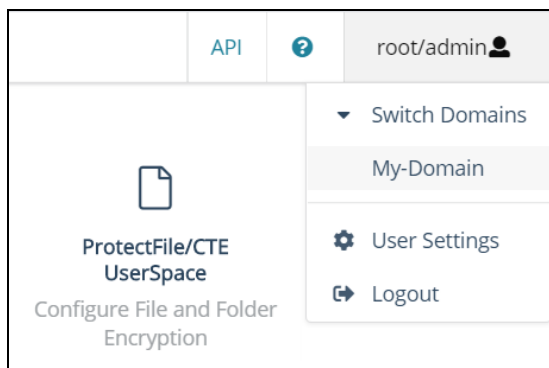 API
?
root/admin
Switch Domains
My-Domain
User Settings
Logout
ProtectFile/CTE
UserSpace
Configure File and Folder
Encryption